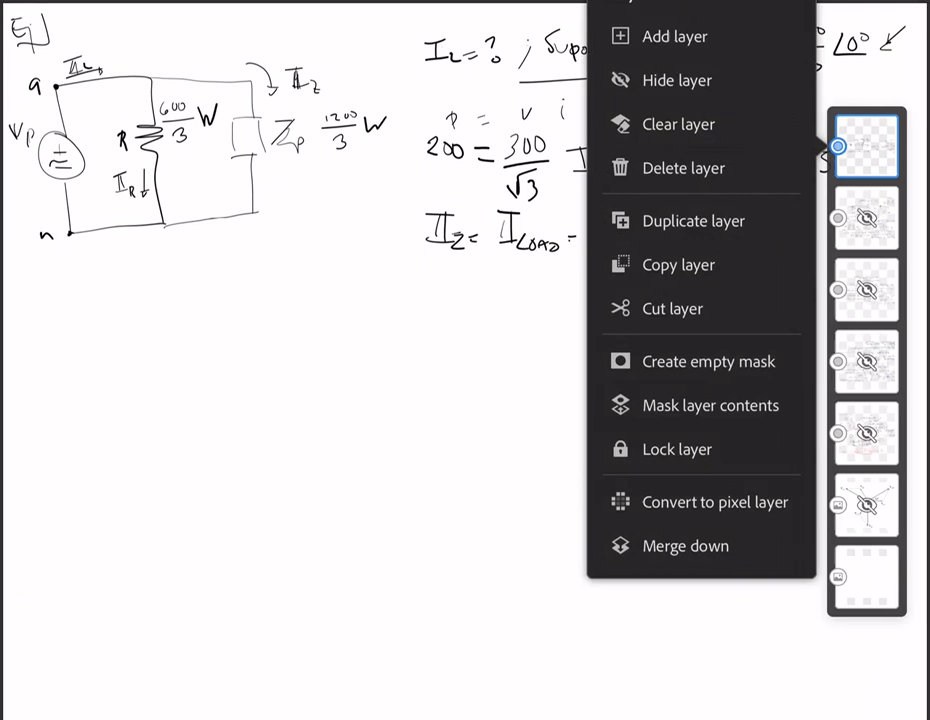 Ej
a
I_L
V_P
R
600/3 W
I_R
I_Z
Z_P
1200/3 W
n
I_L = ? ; Supo
∠0°
p = v i
200 = 300/√3 I
I_Z = I_LOAD =
Add layer
Hide layer
Clear layer
Delete layer
Duplicate layer
Copy layer
Cut layer
Create empty mask
Mask layer contents
Lock layer
Convert to pixel layer
Merge down